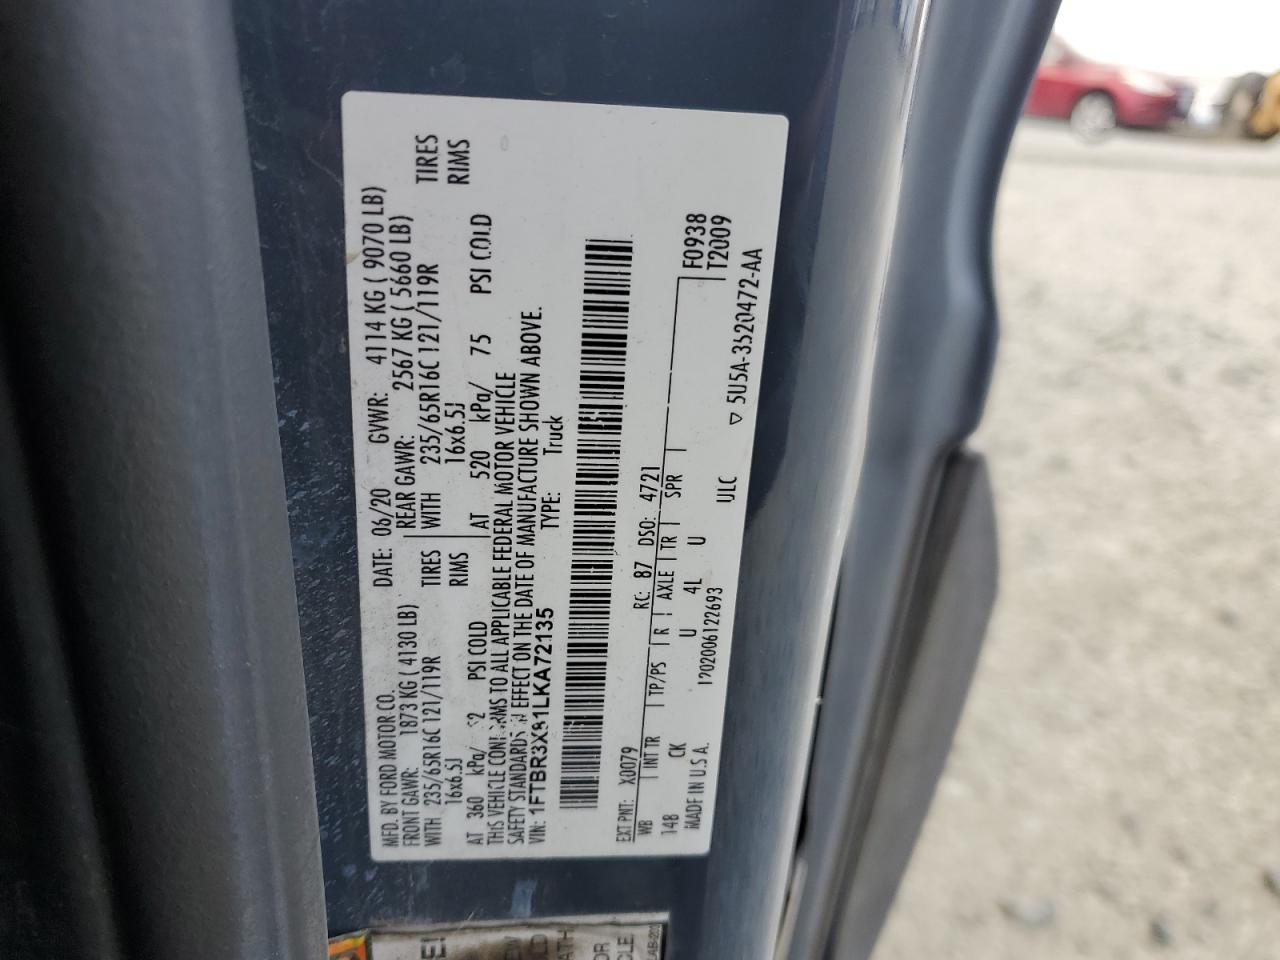 MFD. BY FORD MOTOR CO.
DATE: 06/20 GVWR: 4114 KG ( 9070 LB)
FRONT GAWR: 1873 KG ( 4130 LB)
REAR GAWR: 2567 KG ( 5660 LB)
WITH 235/65R16C 121/119R TIRES
WITH 235/65R16C 121/119R TIRES
16x6.5J RIMS
16x6.5J RIMS
AT 360 kPa/ 52 PSI COLD
AT 520 kPa/ 75 PSI COLD
THIS VEHICLE CONFORMS TO ALL APPLICABLE FEDERAL MOTOR VEHICLE
SAFETY STANDARDS IN EFFECT ON THE DATE OF MANUFACTURE SHOWN ABOVE.
VIN: 1FTBR3X81LKA72135
TYPE: Truck
F0938
T2009
EXT PNT: X0079 RC: 87 DSO: 4721
WB INT TR TP/PS R AXLE TR SPR
148 CK U 4L U
MADE IN U.S.A. 1202006122693 ULC
5U5A-3520472-AA